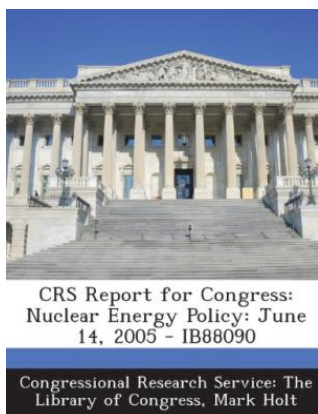 CRS Report for Congress:
Nuclear Energy Policy: June
14, 2005 - IB88090
Congressional Research Service: The
Library of Congress, Mark Holt